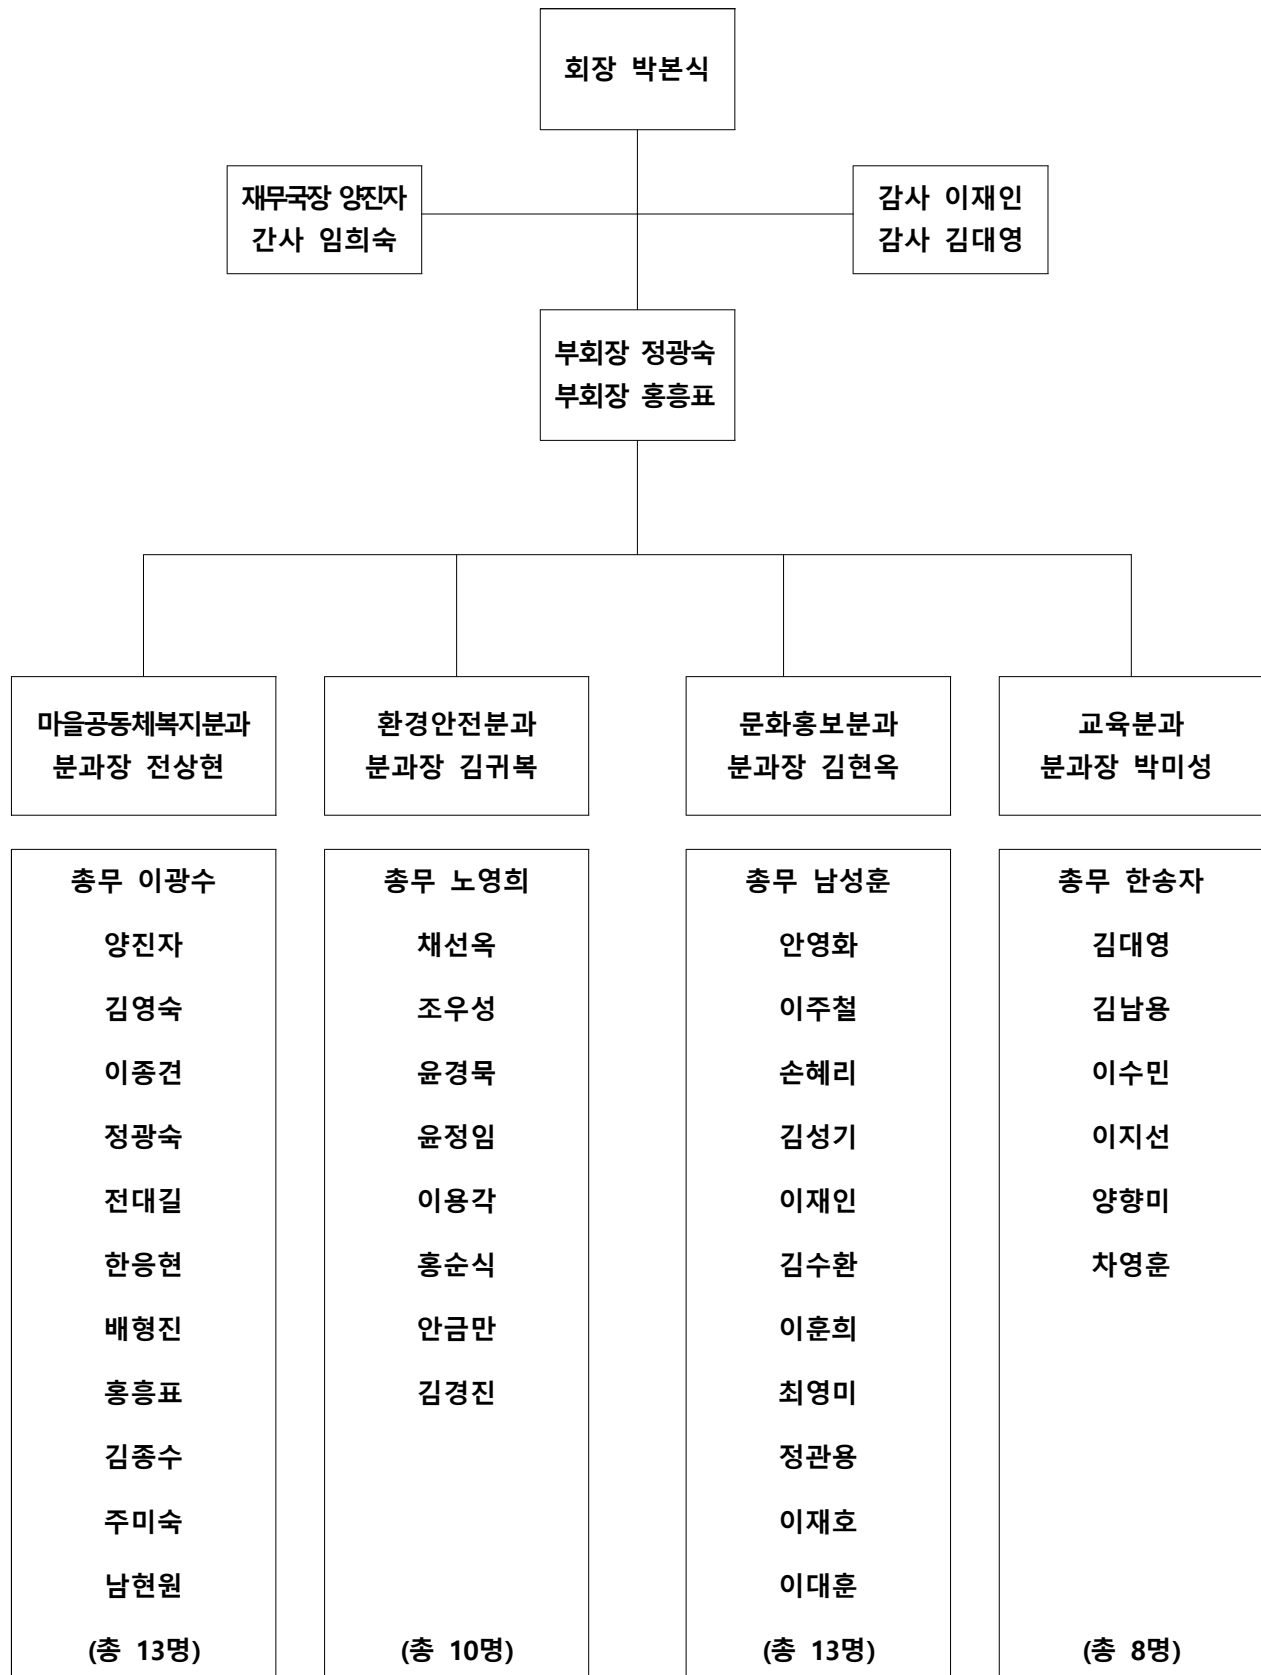 회장 박본식
재무국장 양진자
간사 임희숙
감사 이재인
감사 김대영
부회장 정광숙
부회장 홍흥표
마을공동체복지분과
분과장 전상현
환경안전분과
분과장 김귀복
문화홍보분과
분과장 김현옥
교육분과
분과장 박미성
총무 이광수
양진자
김영숙
이종견
정광숙
전대길
한응현
배형진
홍흥표
김종수
주미숙
남현원
(총 13명)
총무 노영희
채선옥
조우성
윤경묵
윤정임
이용각
홍순식
안금만
김경진
(총 10명)
총무 남성훈
안영화
이주철
손혜리
김성기
이재인
김수환
이훈희
최영미
정관용
이재호
이대훈
(총 13명)
총무 한송자
김대영
김남용
이수민
이지선
양향미
차영훈
(총 8명)